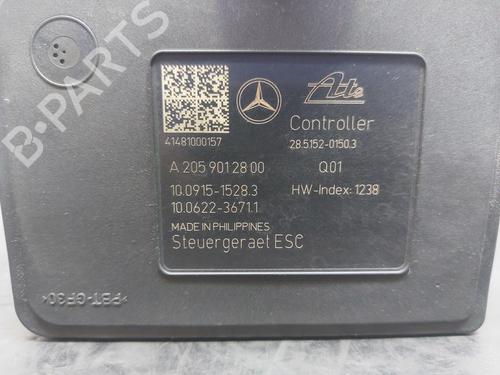 B-PARTS
Ate
Controller
41481000157
28.5152-0150.3
A 205 901 28 00 Q01
10.0915-1528.3 HW-Index: 1238
10.0622-3671.1
MADE IN PHILIPPINES
Steuergeraet ESC
>PBT-GF30<